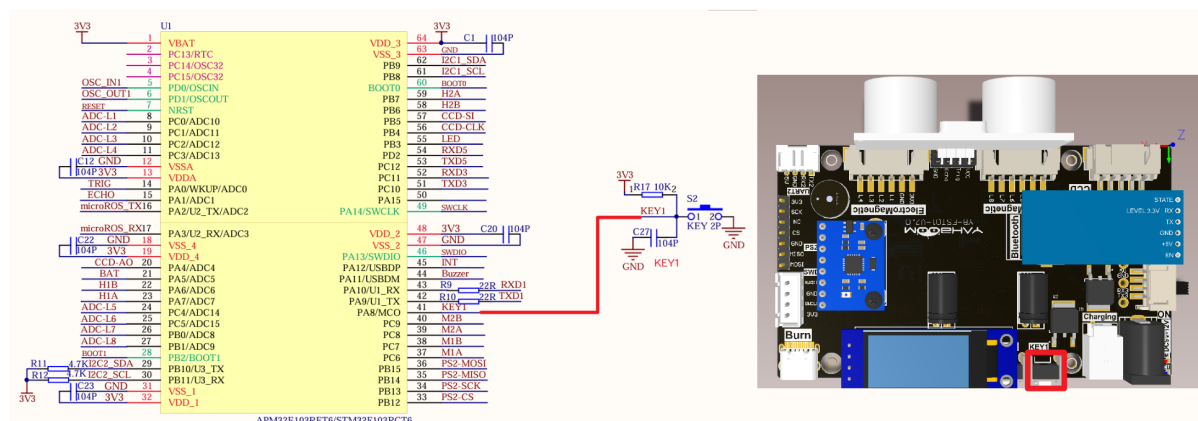 3V3
U1
3V3
1
VBAT
VDD_3
64
C1
104P
2
PC13/RTC
VSS_3
63
GND
3
PC14/OSC32
PB9
62
I2C1_SDA
4
PC15/OSC32
PB8
61
I2C1_SCL
OSC_IN1
5
PD0/OSCIN
BOOT0
60
BOOT0
OSC_OUT1
6
PD1/OSCOUT
PB7
59
H2A
RESET
7
NRST
PB6
58
H2B
ADC-L1
8
PC0/ADC10
PB5
57
CCD-SI
ADC-L2
9
PC1/ADC11
PB4
56
CCD-CLK
ADC-L3
10
PC2/ADC12
PB3
55
LED
ADC-L4
11
PC3/ADC13
PD2
54
RXD5
C12
GND
12
VSSA
PC12
53
TXD5
104P
3V3
13
VDDA
PC11
52
RXD3
TRIG
14
PA0/WKUP/ADC0
PC10
51
TXD3
ECHO
15
PA1/ADC1
PA15
50
microROS_TX
16
PA2/U2_TX/ADC2
PA14/SWCLK
49
SWCLK
microROS_RX
17
PA3/U2_RX/ADC3
VDD_2
48
3V3
C20
104P
C22
GND
18
VSS_4
VSS_2
47
GND
104P
3V3
19
VDD_4
PA13/SWDIO
46
SWDIO
CCD-AO
20
PA4/ADC4
PA12/USBDP
45
INT
BAT
21
PA5/ADC5
PA11/USBDM
44
Buzzer
H1B
22
PA6/ADC6
PA10/U1_RX
43
R9
22R
RXD1
H1A
23
PA7/ADC7
PA9/U1_TX
42
R10
22R
TXD1
ADC-L5
24
PC4/ADC14
PA8/MCO
41
KEY1
ADC-L6
25
PC5/ADC15
PC9
40
M2B
ADC-L7
26
PB0/ADC8
PC8
39
M2A
ADC-L8
27
PB1/ADC9
PC7
38
M1B
BOOT1
28
PB2/BOOT1
PC6
37
M1A
R11
4.7K
I2C2_SDA
29
PB10/U3_TX
PB15
36
PS2-MOSI
R12
4.7K
I2C2_SCL
30
PB11/U3_RX
PB14
35
PS2-MISO
C23
GND
31
VSS_1
PB13
34
PS2-SCK
3V3
104P
3V3
32
VDD_1
PB12
33
PS2-CS
APM32F103RET6/STM32F103RCT6
3V3
R17 10K
2
S2
KEY1
1
2
KEY 2P
C27
104P
GND
GND
KEY1
Z
ElectroMagnetic
Bluetooth
YAHBOOM
YB-FST01-V2.0
STATE
LEVEL:3.3V RX
TX
GND
+5V
Burn
Charging
ON
KEY1